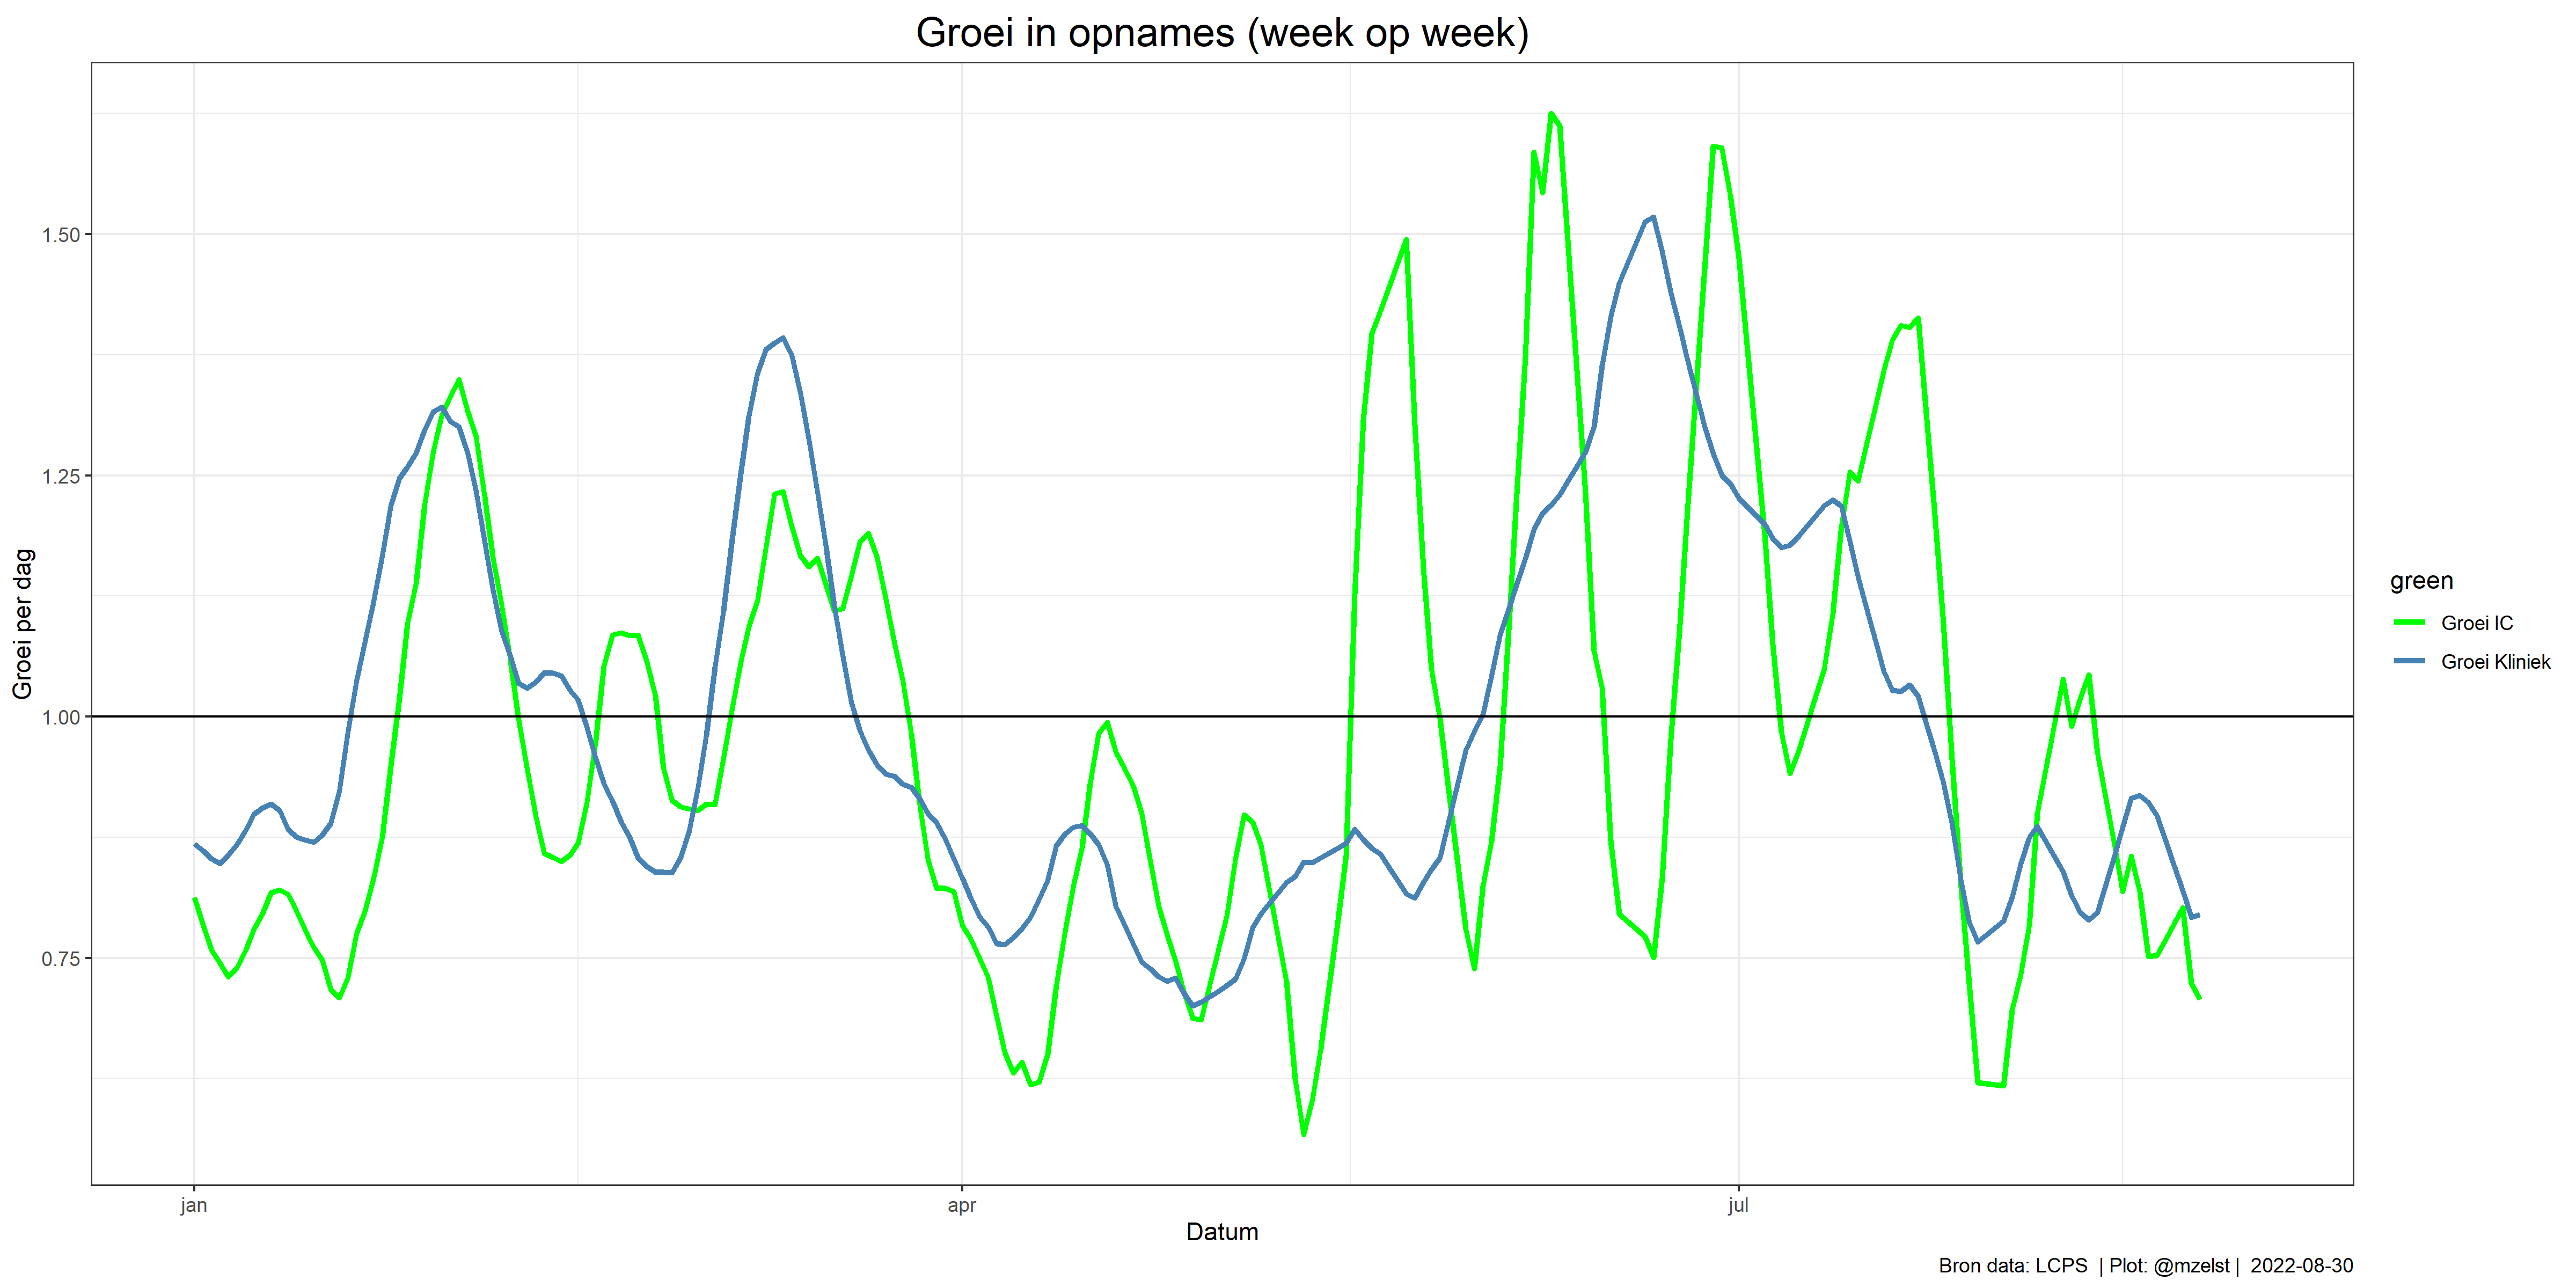 Groei in opnames (week op week)
Groei per dag
1.50
1.25
1.00
0.75
jan
apr
jul
Datum
green
Groei IC
Groei Kliniek
Bron data: LCPS | Plot: @mzelst | 2022-08-30